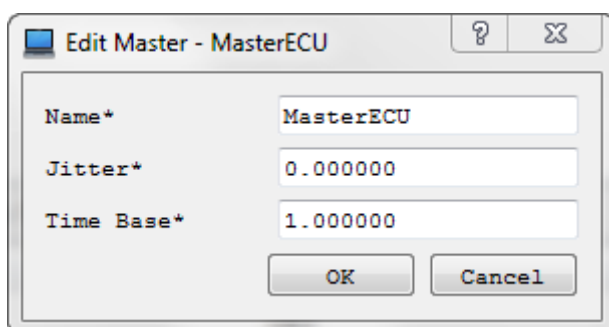 Edit Master - MasterECU ?
Name* MasterECU
Jitter* 0.000000
Time Base* 1.000000
OK Cancel